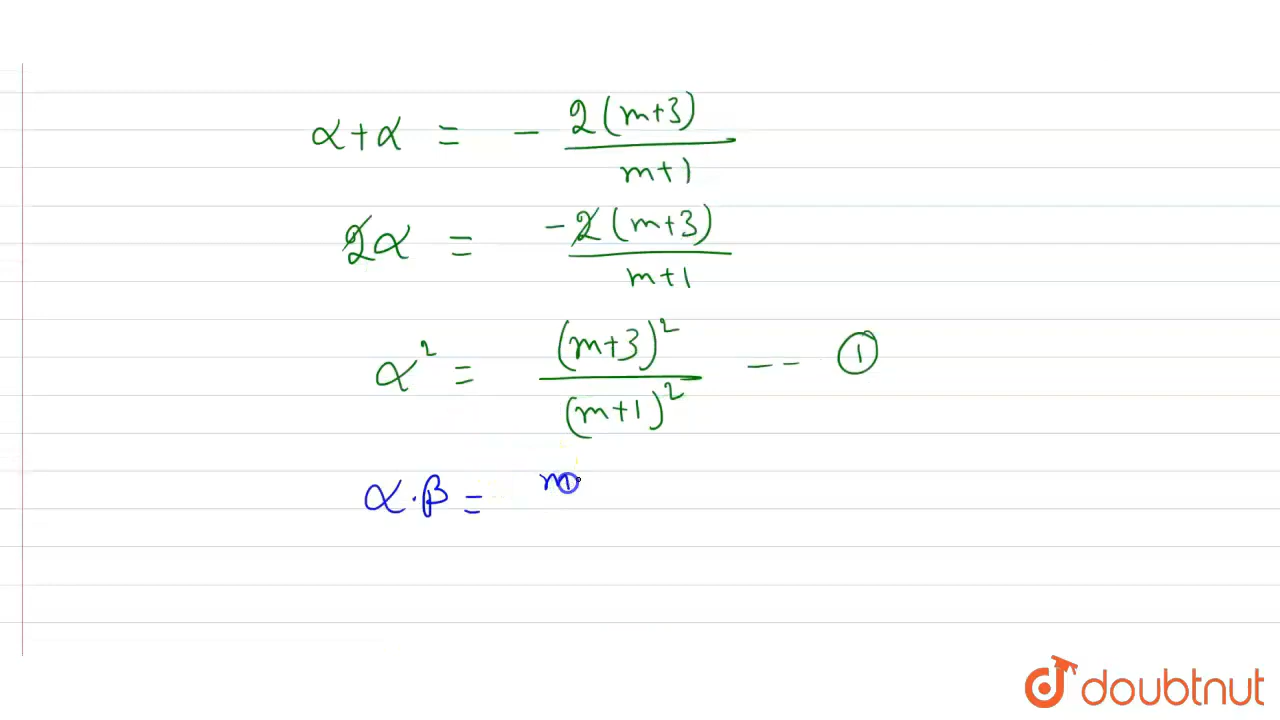 α+α = - 2(m+3) / m+1
2α = -2(m+3) / m+1
α² = (m+3)² / (m+1)² -- ①
α.β = m
doubtnut